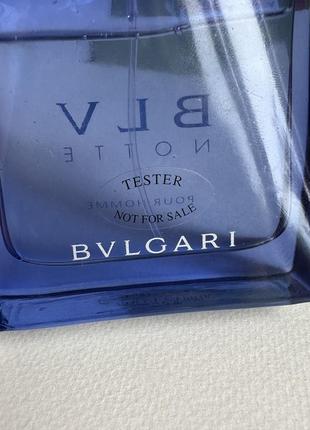 BLV
NOTTE
TESTER
POUR HOMME
NOT FOR SALE
BVLGARI